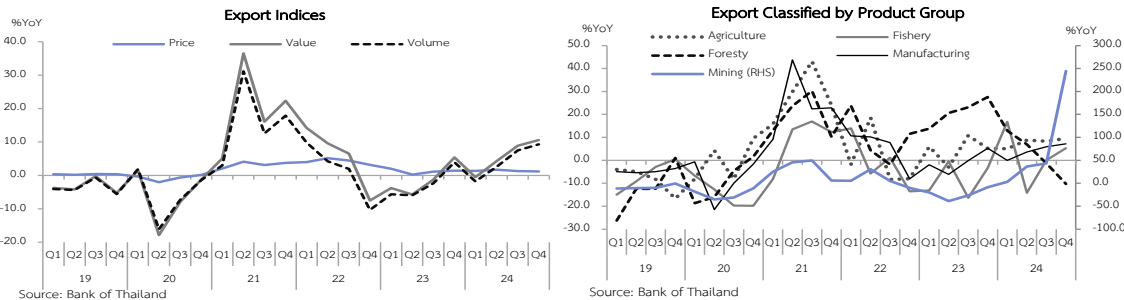 Export Indices
%YoY
Price Value Volume
40.0
30.0
20.0
10.0
0.0
-10.0
-20.0
Q1 Q2 Q3 Q4 Q1 Q2 Q3 Q4 Q1 Q2 Q3 Q4 Q1 Q2 Q3 Q4 Q1 Q2 Q3 Q4 Q1 Q2 Q3 Q4
19 20 21 22 23 24
Source: Bank of Thailand
Export Classified by Product Group
%YoY %YoY
Agriculture Fishery
Foresty Manufacturing
Mining (RHS)
50.0 300.0
40.0 250.0
30.0 200.0
20.0 150.0
10.0 100.0
0.0 50.0
-10.0 0.0
-20.0 -50.0
-30.0 -100.0
Q1 Q2 Q3 Q4 Q1 Q2 Q3 Q4 Q1 Q2 Q3 Q4 Q1 Q2 Q3 Q4 Q1 Q2 Q3 Q4 Q1 Q2 Q3 Q4
19 20 21 22 23 24
Source: Bank of Thailand